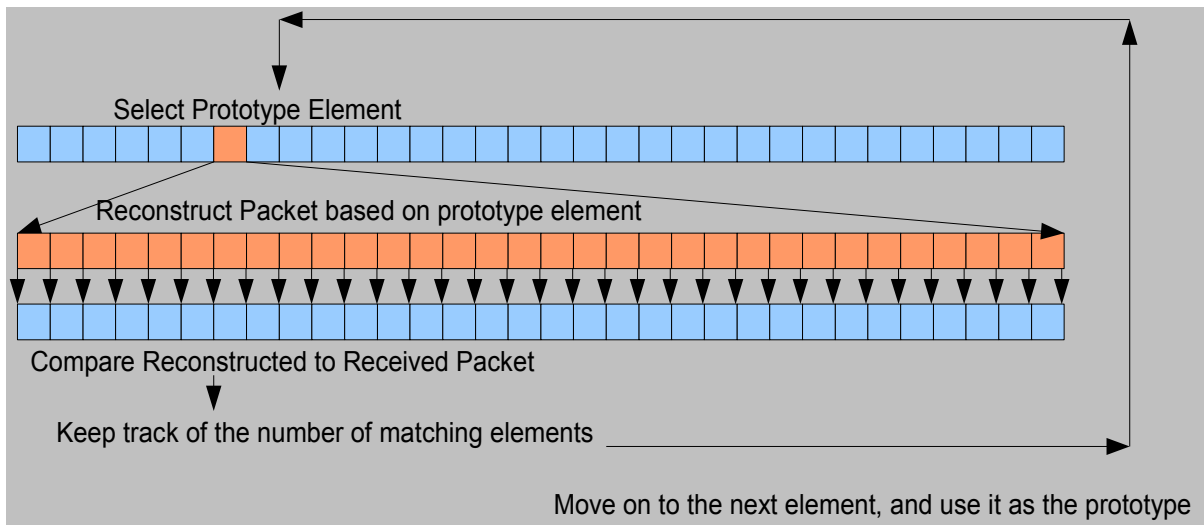 Select Prototype Element
Reconstruct Packet based on prototype element
Compare Reconstructed to Received Packet
Keep track of the number of matching elements
Move on to the next element, and use it as the prototype